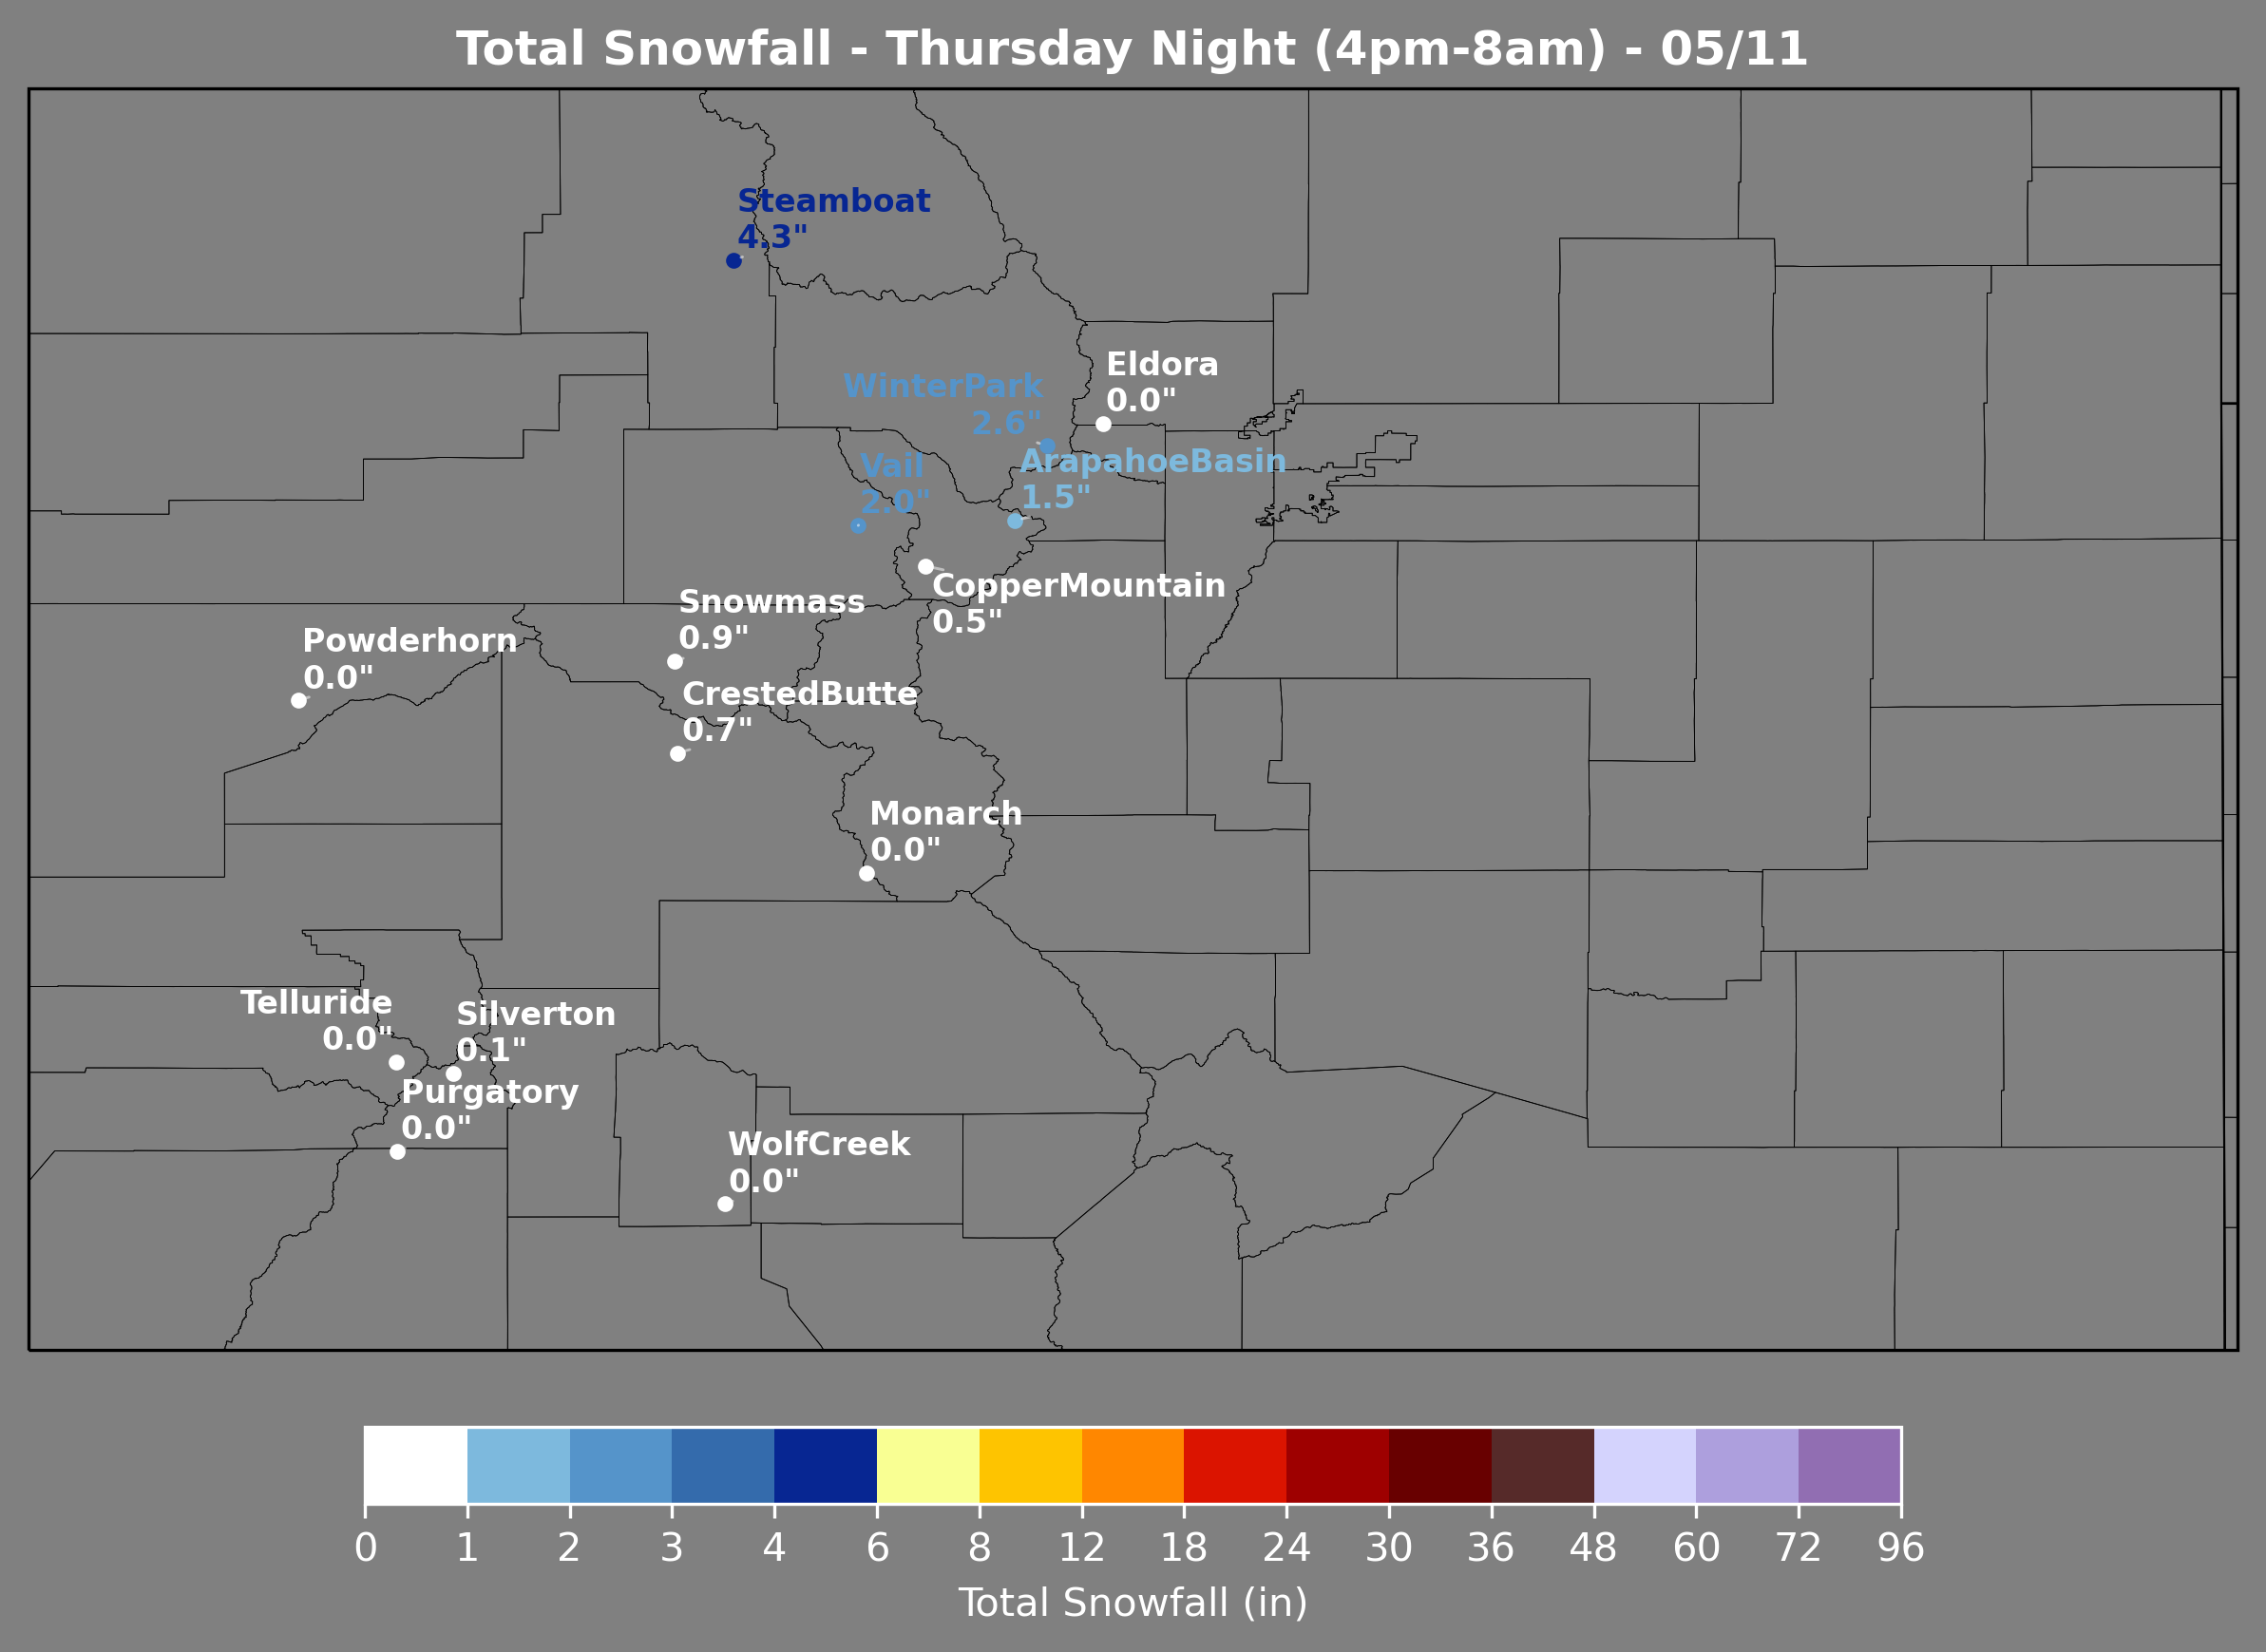 Total Snowfall - Thursday Night (4pm-8am) - 05/11
Steamboat
4.3"
Eldora
0.0"
WinterPark
2.6"
Vail
2.0"
ArapahoeBasin
1.5"
CopperMountain
0.5"
Snowmass
0.9"
Powderhorn
0.0"
CrestedButte
0.7"
Monarch
0.0"
Telluride
0.0"
Silverton
0.1"
Purgatory
0.0"
WolfCreek
0.0"
0 1 2 3 4 6 8 12 18 24 30 36 48 60 72 96
Total Snowfall (in)